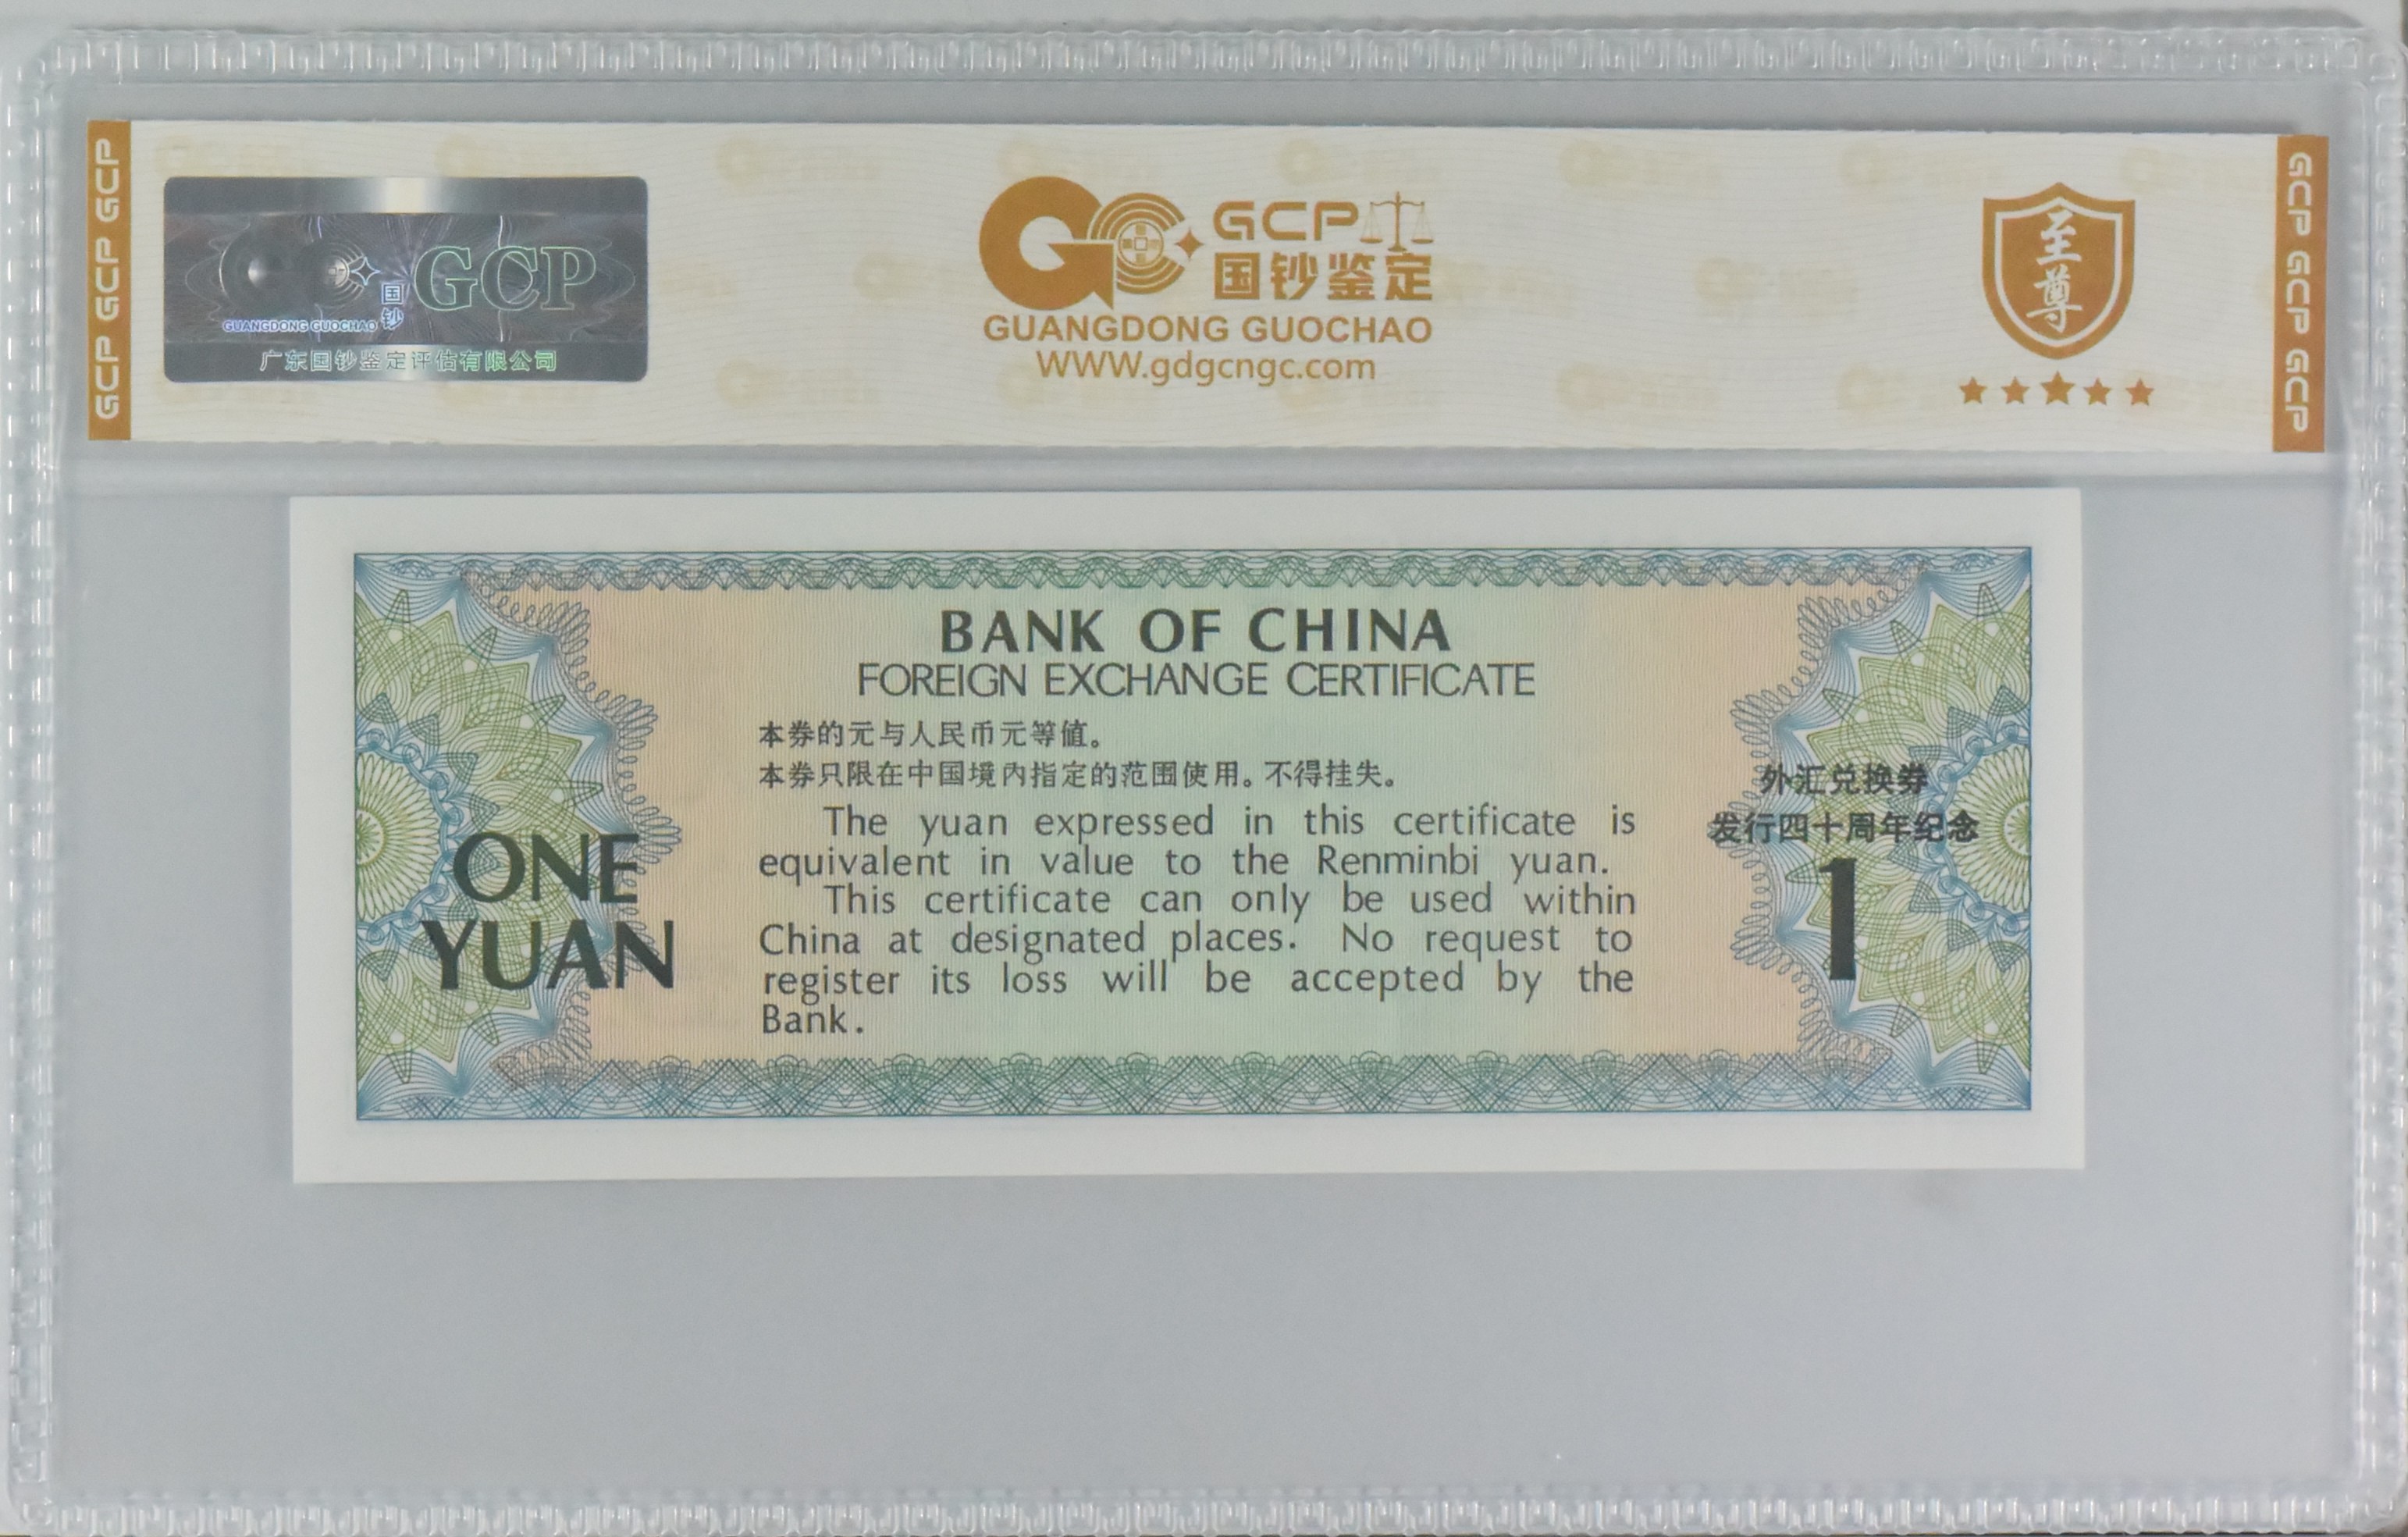 GCP GCP GCP
国钞
GCP
GUANGDONG GUOCHAO
广东国钞鉴定评估有限公司
GCP
国钞鉴定
GUANGDONG GUOCHAO
WWW.gdgcngc.com
至尊
GCP GCP GCP
BANK OF CHINA
FOREIGN EXCHANGE CERTIFICATE
本券的元与人民币元等值。
本券只限在中国境内指定的范围使用。不得挂失。
The yuan expressed in this certificate is
equivalent in value to the Renminbi yuan.
This certificate can only be used within
China at designated places. No request to
register its loss will be accepted by the
Bank.
ONE
YUAN
外汇兑换券
发行四十周年纪念
1